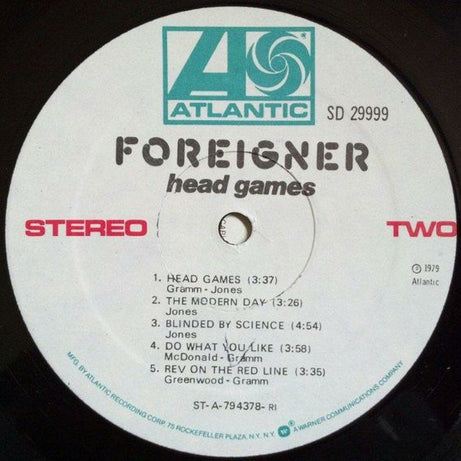 ATLANTIC
SD 29999
FOREIGNER
head games
STEREO TWO
Ⓟ 1979
Atlantic
1. HEAD GAMES (3:37)
Gramm - Jones
2. THE MODERN DAY (3:26)
Jones
3. BLINDED BY SCIENCE (4:54)
Jones
4. DO WHAT YOU LIKE (3:58)
McDonald - Gramm
5. REV ON THE RED LINE (3:35)
Greenwood - Gramm
ST-A-794378- RI
MFG. BY ATLANTIC RECORDING CORP. 75 ROCKEFELLER PLAZA, N.Y. N.Y. A WARNER COMMUNICATIONS COMPANY